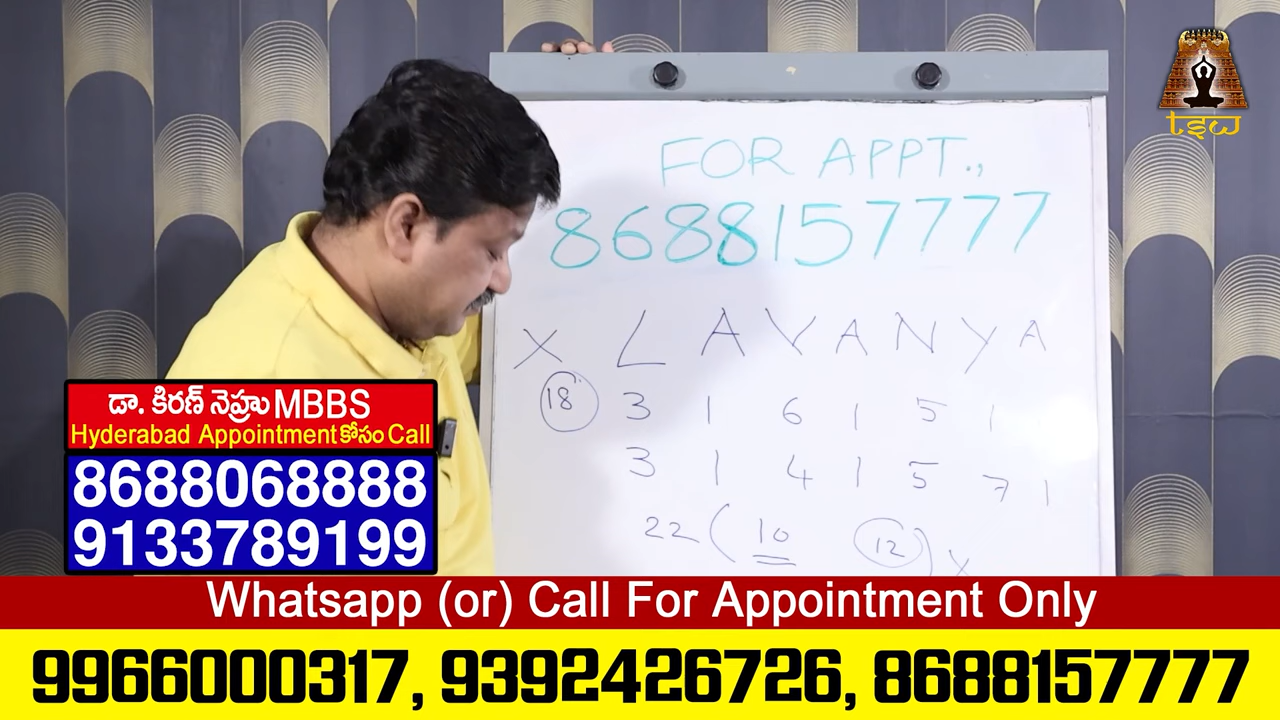 tsw
FOR APPT.,
8688157777
X L A V A N Y A
18 3 1 6 1 5 1
3 1 4 1 5 7 1
22 ( 10 12 ) X
డా. కిరణ్ నెహ్రు MBBS
Hyderabad Appointment కోసం Call
8688068888
9133789199
Whatsapp (or) Call For Appointment Only
9966000317, 9392426726, 8688157777